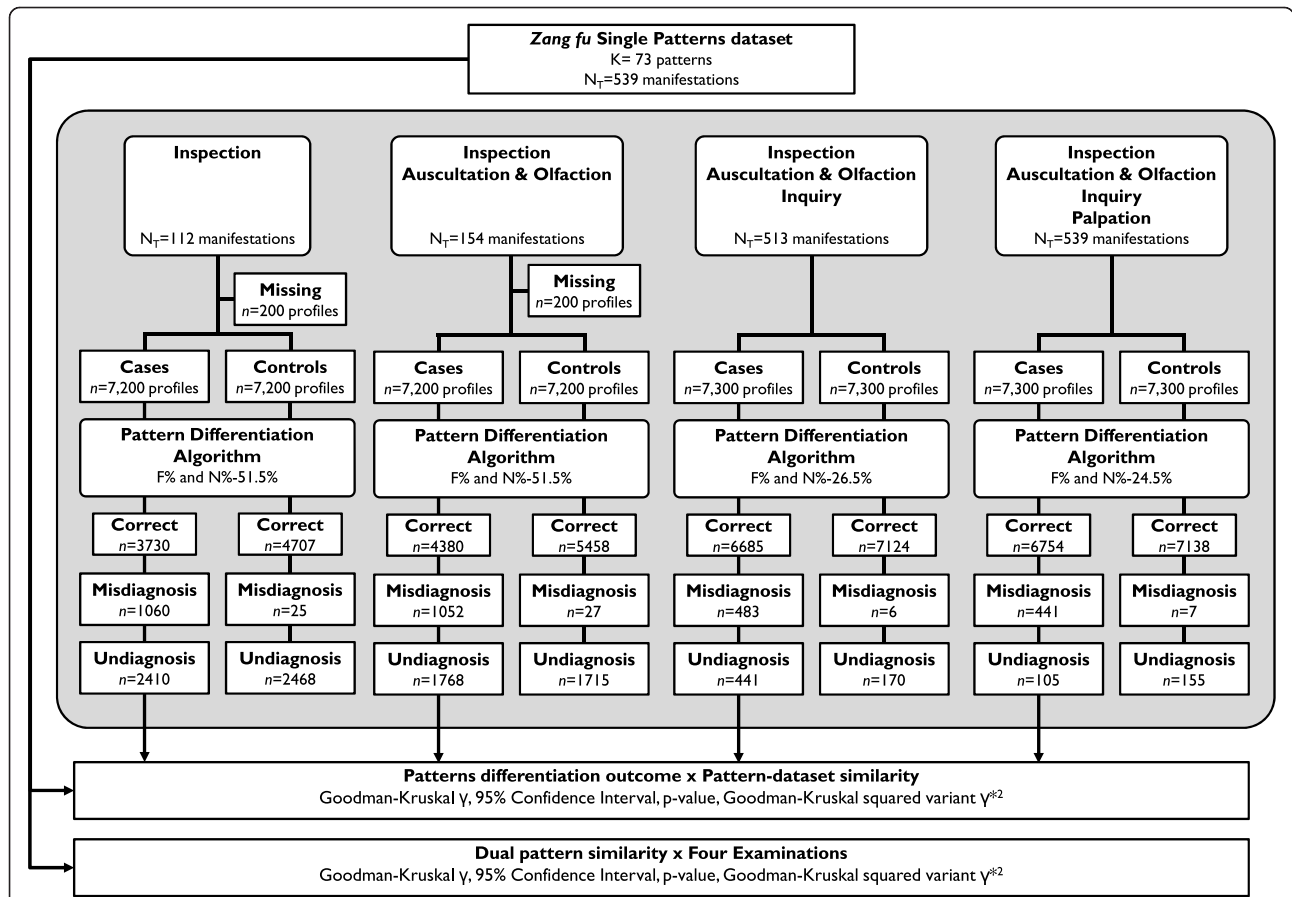 Zang fu Single Patterns dataset
K= 73 patterns
N_T=539 manifestations
Inspection
N_T=112 manifestations
Inspection
Auscultation & Olfaction
N_T=154 manifestations
Inspection
Auscultation & Olfaction
Inquiry
N_T=513 manifestations
Inspection
Auscultation & Olfaction
Inquiry
Palpation
N_T=539 manifestations
Missing
n=200 profiles
Missing
n=200 profiles
Cases
n=7,200 profiles
Controls
n=7,200 profiles
Cases
n=7,200 profiles
Controls
n=7,200 profiles
Cases
n=7,300 profiles
Controls
n=7,300 profiles
Cases
n=7,300 profiles
Controls
n=7,300 profiles
Pattern Differentiation
Algorithm
F% and N%-51.5%
Pattern Differentiation
Algorithm
F% and N%-51.5%
Pattern Differentiation
Algorithm
F% and N%-26.5%
Pattern Differentiation
Algorithm
F% and N%-24.5%
Correct
n=3730
Correct
n=4707
Correct
n=4380
Correct
n=5458
Correct
n=6685
Correct
n=7124
Correct
n=6754
Correct
n=7138
Misdiagnosis
n=1060
Misdiagnosis
n=25
Misdiagnosis
n=1052
Misdiagnosis
n=27
Misdiagnosis
n=483
Misdiagnosis
n=6
Misdiagnosis
n=441
Misdiagnosis
n=7
Undiagnosis
n=2410
Undiagnosis
n=2468
Undiagnosis
n=1768
Undiagnosis
n=1715
Undiagnosis
n=441
Undiagnosis
n=170
Undiagnosis
n=105
Undiagnosis
n=155
Patterns differentiation outcome x Pattern-dataset similarity
Goodman-Kruskal γ, 95% Confidence Interval, p-value, Goodman-Kruskal squared variant γ*²
Dual pattern similarity x Four Examinations
Goodman-Kruskal γ, 95% Confidence Interval, p-value, Goodman-Kruskal squared variant γ*²